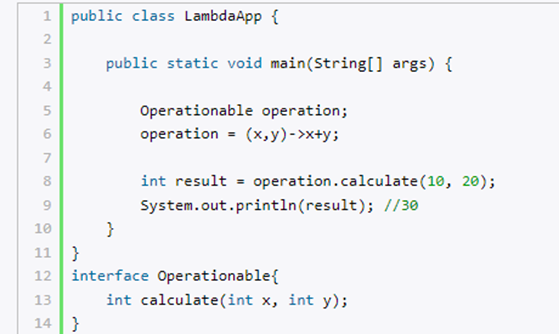 1 public class LambdaApp {
2
3     public static void main(String[] args) {
4
5         Operationable operation;
6         operation = (x,y)->x+y;
7
8         int result = operation.calculate(10, 20);
9         System.out.println(result); //30
10     }
11 }
12 interface Operationable{
13     int calculate(int x, int y);
14 }